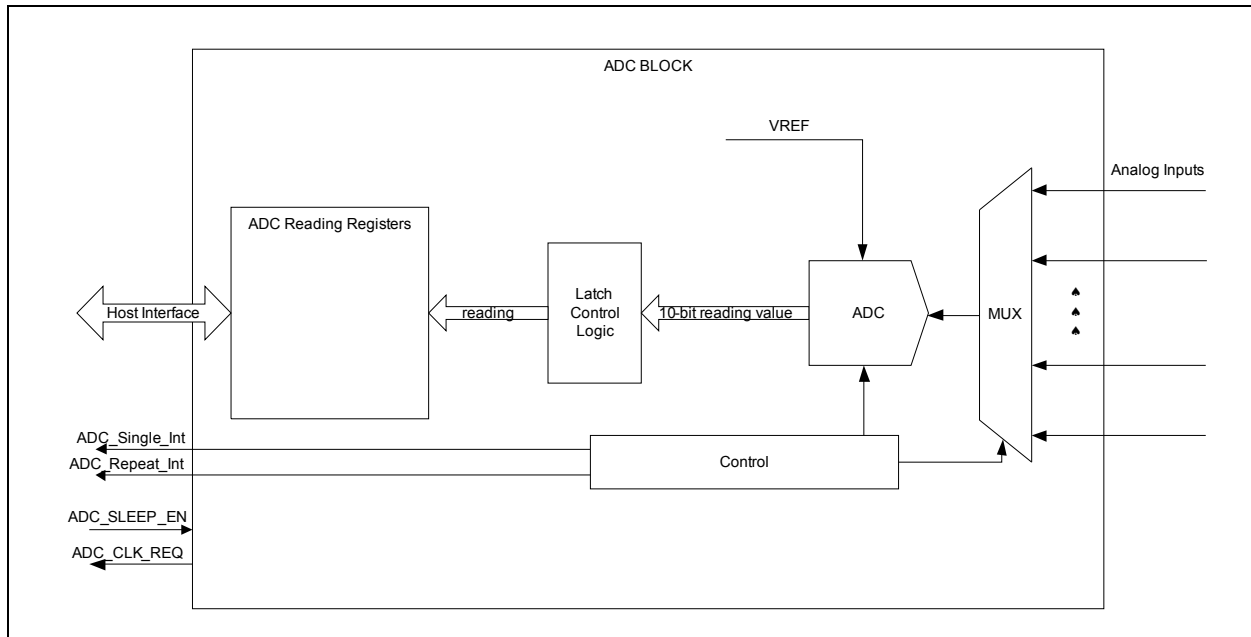 ADC BLOCK
VREF
Analog Inputs
ADC Reading Registers
Host Interface
reading
Latch
Control
Logic
10-bit reading value
ADC
MUX
ADC_Single_Int
ADC_Repeat_Int
Control
ADC_SLEEP_EN
ADC_CLK_REQ